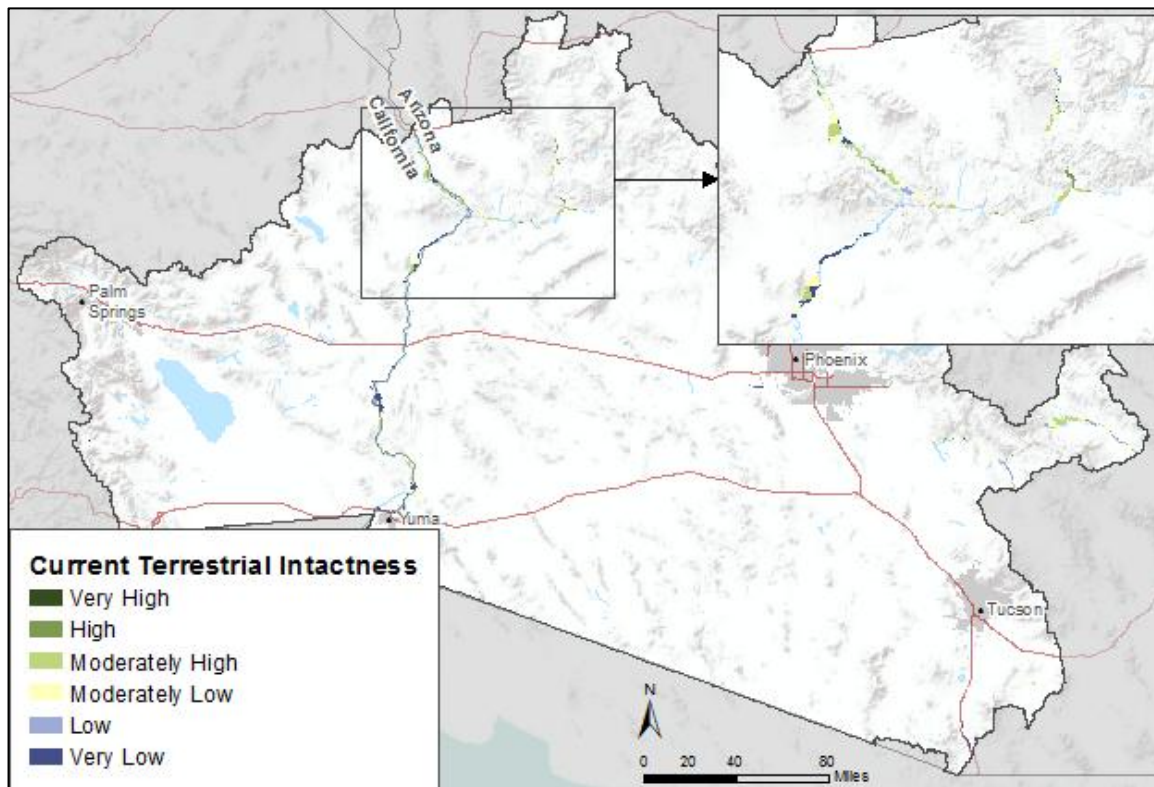 Arizona
California
Palm
Springs
Phoenix
Yuma
Tucson
Current Terrestrial Intactness
Very High
High
Moderately High
Moderately Low
Low
Very Low
N
0 20 40 80
Miles